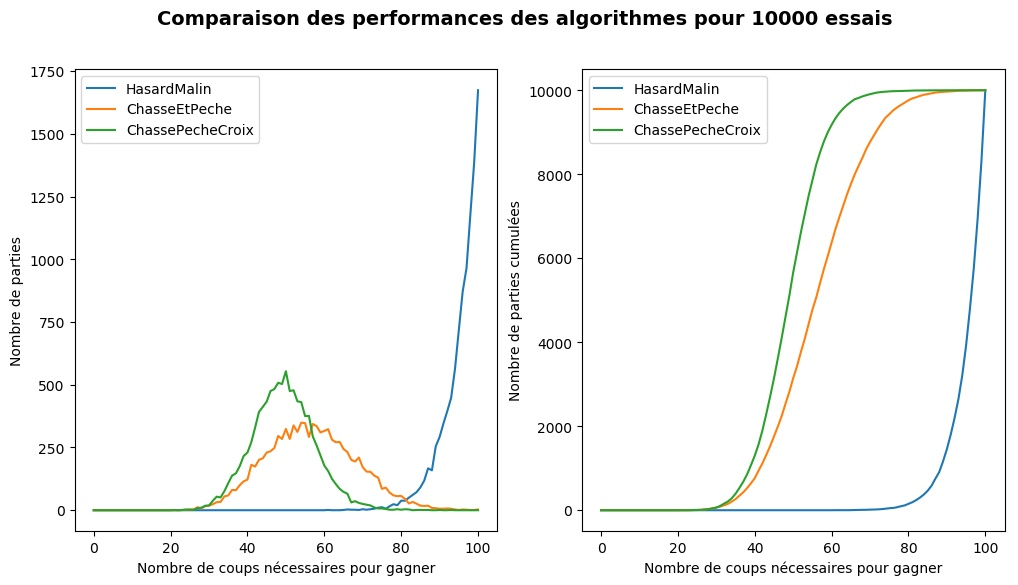 Comparaison des performances des algorithmes pour 10000 essais
HasardMalin
ChasseEtPeche
ChassePecheCroix
Nombre de parties
1750
1500
1250
1000
750
500
250
0
0 20 40 60 80 100
Nombre de coups nécessaires pour gagner
HasardMalin
ChasseEtPeche
ChassePecheCroix
Nombre de parties cumulées
10000
8000
6000
4000
2000
0
0 20 40 60 80 100
Nombre de coups nécessaires pour gagner